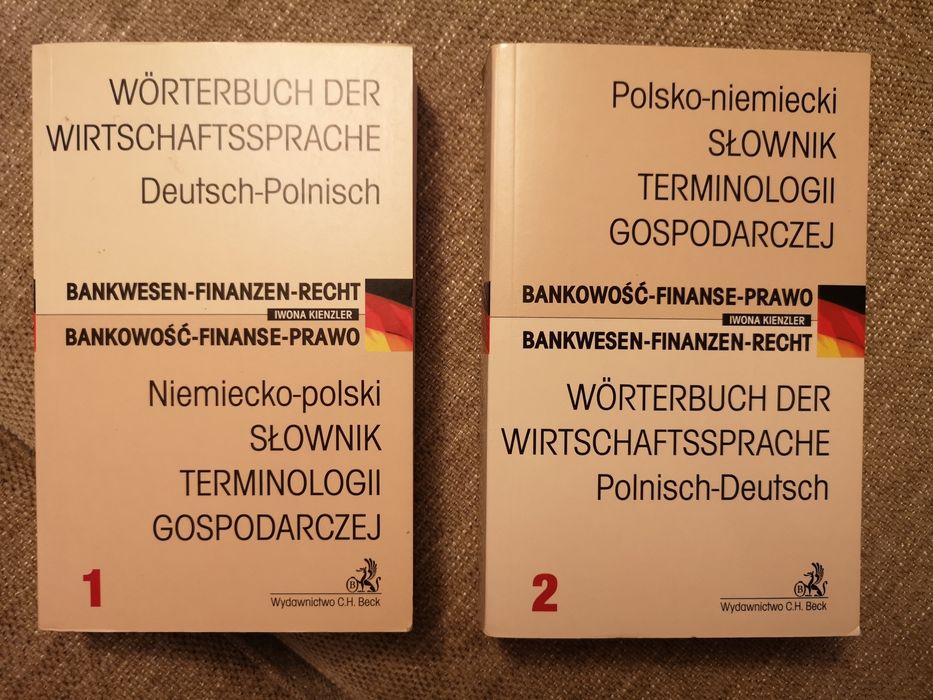 WÖRTERBUCH DER
WIRTSCHAFTSSPRACHE
Deutsch-Polnisch
BANKWESEN-FINANZEN-RECHT
IWONA KIENZLER
BANKOWOŚĆ-FINANSE-PRAWO
Niemiecko-polski
SŁOWNIK
TERMINOLOGII
GOSPODARCZEJ
1
B
Wydawnictwo C.H. Beck
Polsko-niemiecki
SŁOWNIK
TERMINOLOGII
GOSPODARCZEJ
BANKOWOŚĆ-FINANSE-PRAWO
IWONA KIENZLER
BANKWESEN-FINANZEN-RECHT
WÖRTERBUCH DER
WIRTSCHAFTSSPRACHE
Polnisch-Deutsch
2
B
Wydawnictwo C.H. Beck